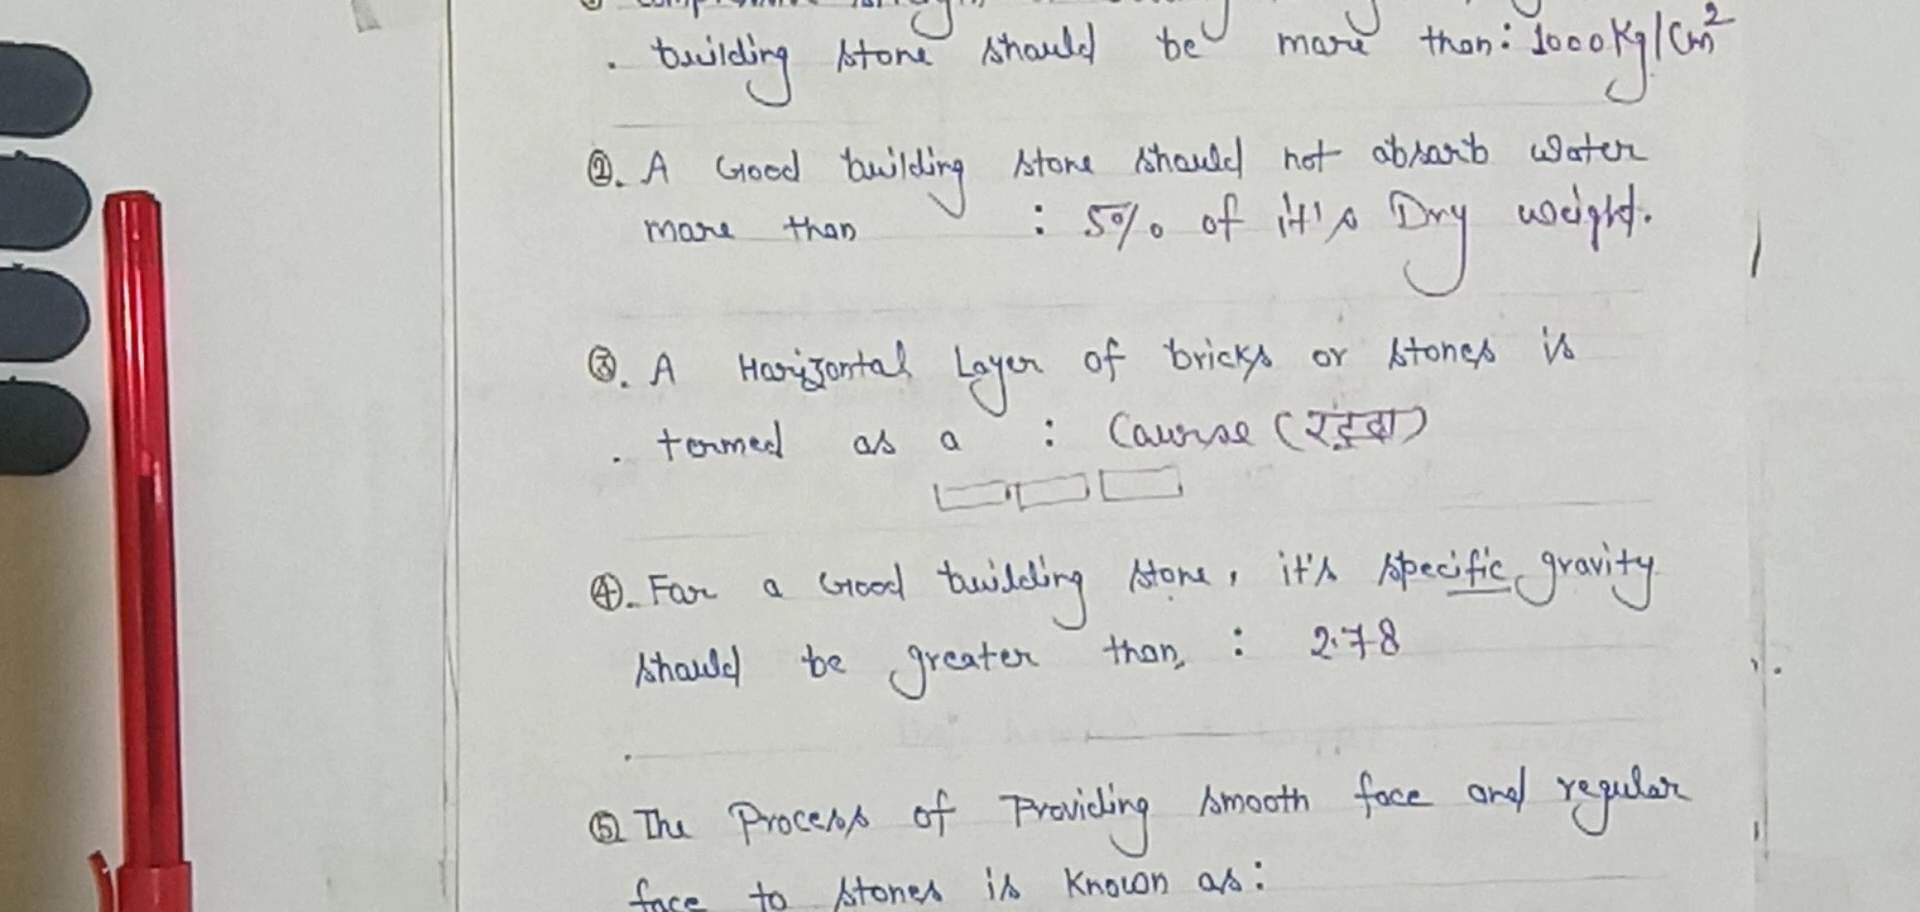 building stone should be more than: 1000 Kg/Cm²
②. A Good building stone should not absorb water
more than : 5% of it's Dry weight.
③. A Horizontal Layer of bricks or stones is
termed as a : Course (रद्दा)
④. For a Good building stone, it's specific gravity
should be greater than, : 2.78
⑤ The Process of Providing smooth face and regular
face to stones is known as: